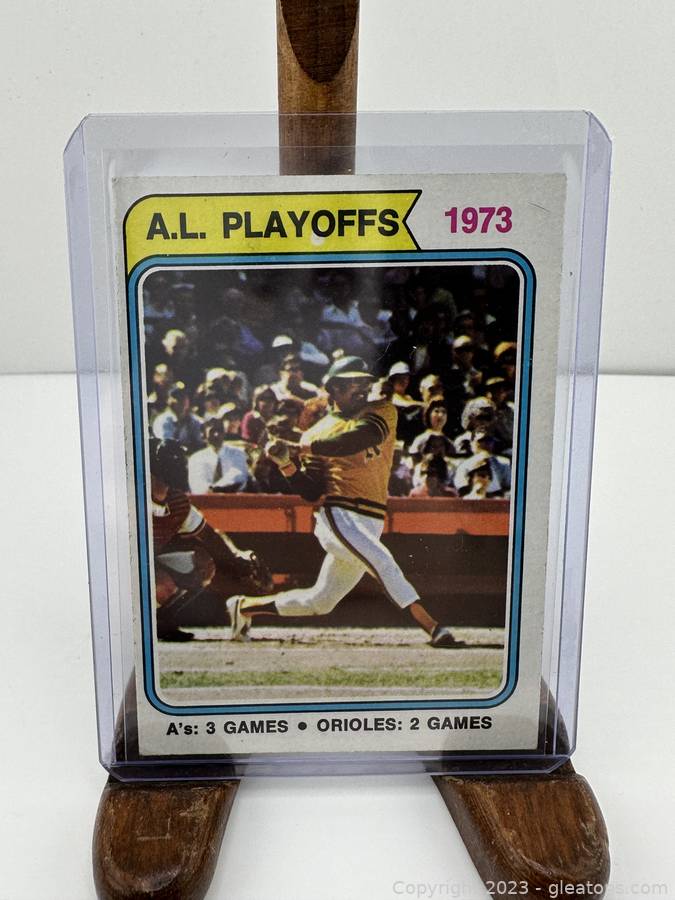 A.L. PLAYOFFS 1973
A's: 3 GAMES • ORIOLES: 2 GAMES
Copyright 2023 - gleatons.com